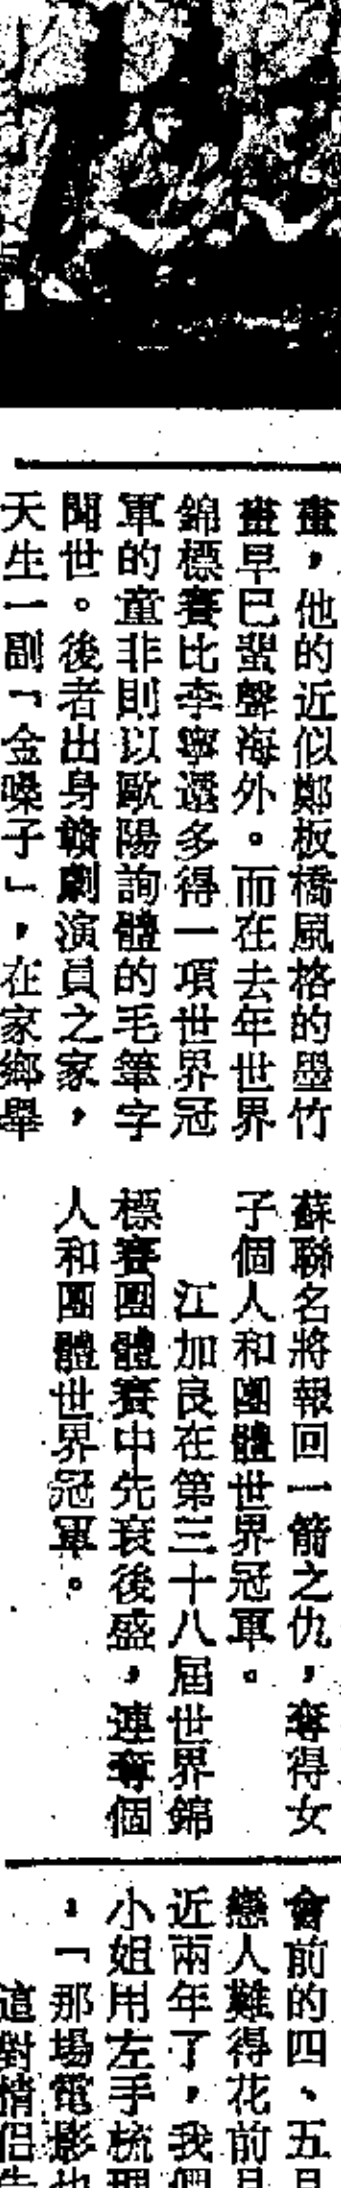 畫，他的近似鄭板橋風格的墨竹
畫早已蜚聲海外。而在去年世界
錦標賽比李寧還多得一項世界冠
軍的童非則以歐陽詢體的毛筆字
聞世。後者出身贛劇演員之家，
天生一副「金嗓子」，在家鄉舉
蘇聯名將報回一箭之仇，奪得女
子個人和團體世界冠軍。
江加良在第三十八屆世界錦
標賽團體賽中先衰後盛，連奪個
人和團體世界冠軍。
會前的四、五月
戀人難得花前月
近兩年了，我們
小姐用左手梳理
：「那場電影也
這對情侶告